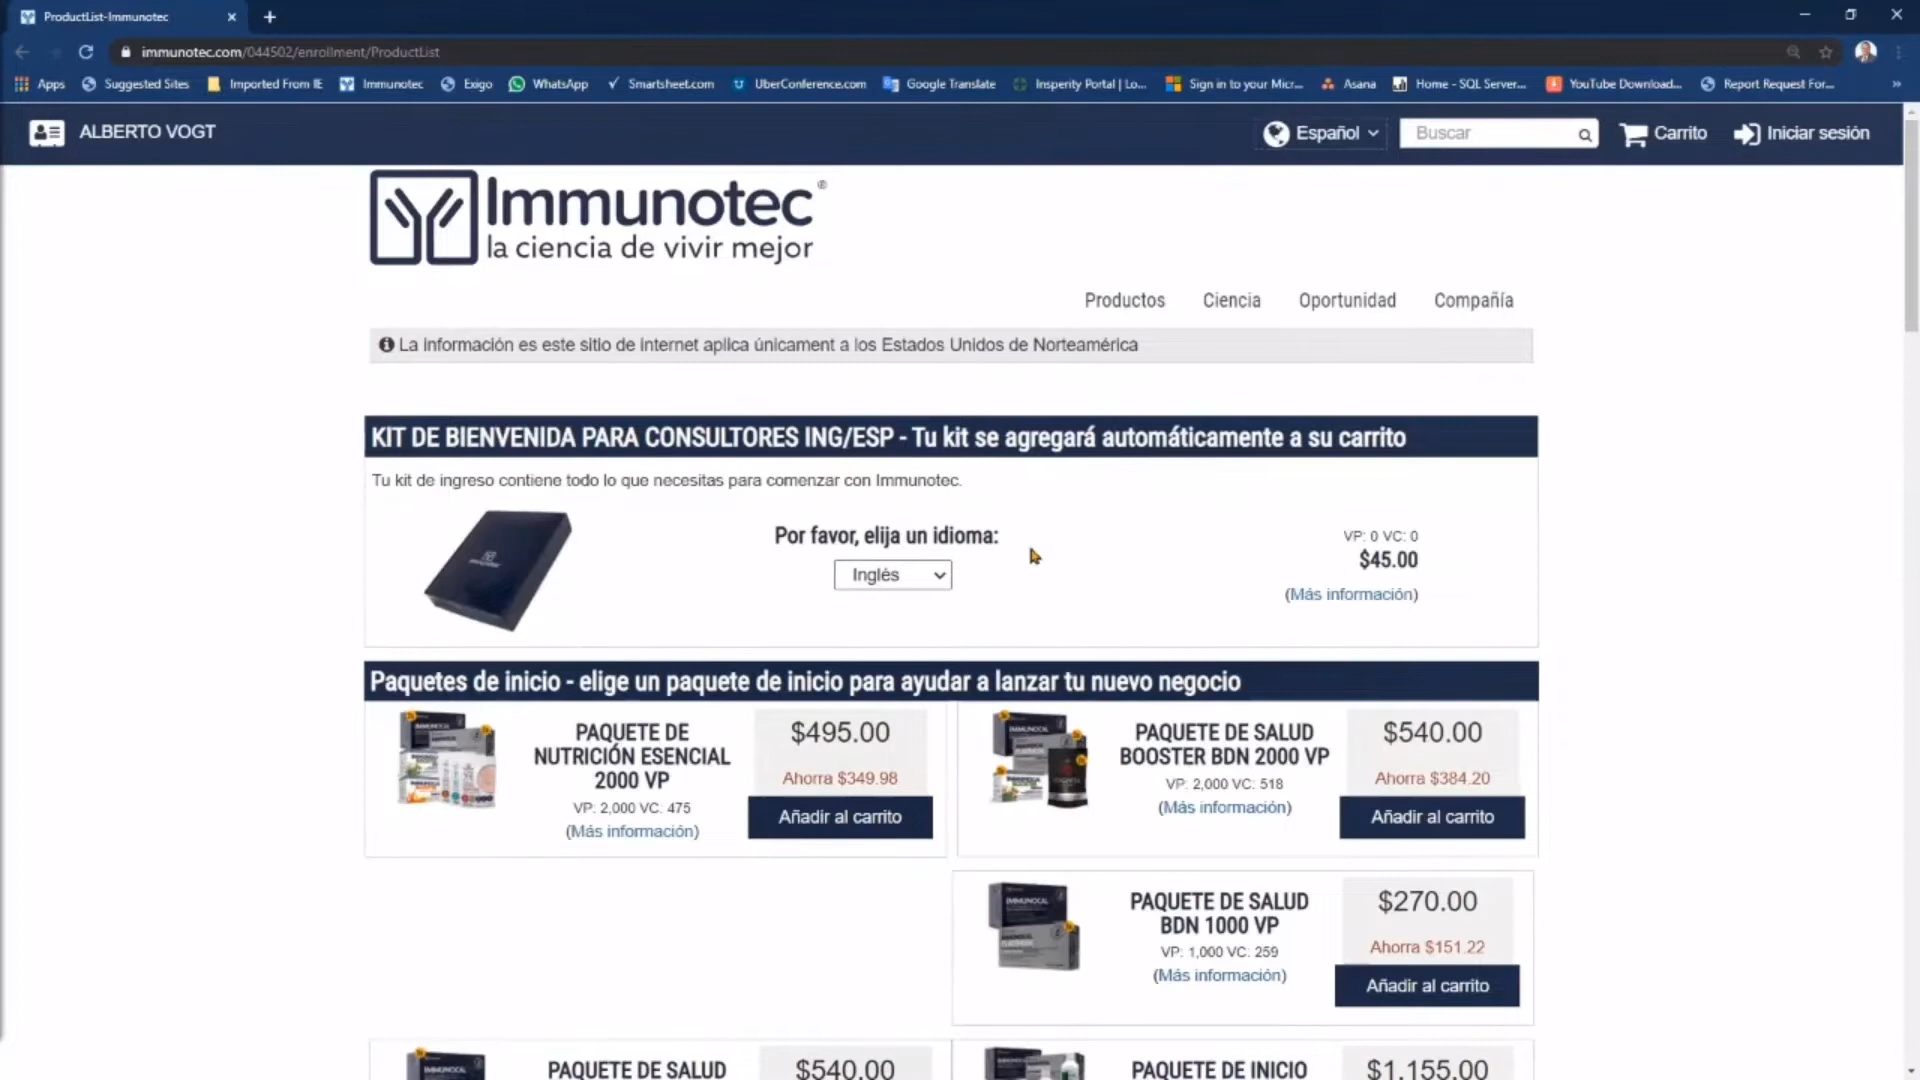 ProductList-Immunotec
immunotec.com/044502/enrollment/ProductList
Apps Suggested Sites Imported From IE Immunotec Exigo WhatsApp Smartsheet.com UberConference.com Google Translate Insperity Portal | Lo... Sign in to your Micr... Asana Home - SQL Server... YouTube Download... Report Request For...
ALBERTO VOGT Español Buscar Carrito Iniciar sesión
Immunotec®
la ciencia de vivir mejor
Productos Ciencia Oportunidad Compañía
La información es este sitio de internet aplica únicament a los Estados Unidos de Norteamérica
KIT DE BIENVENIDA PARA CONSULTORES ING/ESP - Tu kit se agregará automáticamente a su carrito
Tu kit de ingreso contiene todo lo que necesitas para comenzar con Immunotec.
Por favor, elija un idioma:
Inglés
VP: 0 VC: 0
$45.00
(Más información)
Paquetes de inicio - elige un paquete de inicio para ayudar a lanzar tu nuevo negocio
PAQUETE DE
NUTRICIÓN ESENCIAL
2000 VP
VP: 2,000 VC: 475
(Más información)
$495.00
Ahorra $349.98
Añadir al carrito
PAQUETE DE SALUD
BOOSTER BDN 2000 VP
VP: 2,000 VC: 518
(Más información)
$540.00
Ahorra $384.20
Añadir al carrito
IMMUNOCAL
PAQUETE DE SALUD
BDN 1000 VP
VP: 1,000 VC: 259
(Más información)
$270.00
Ahorra $151.22
Añadir al carrito
PAQUETE DE SALUD
$540.00
PAQUETE DE INICIO
$1,155.00